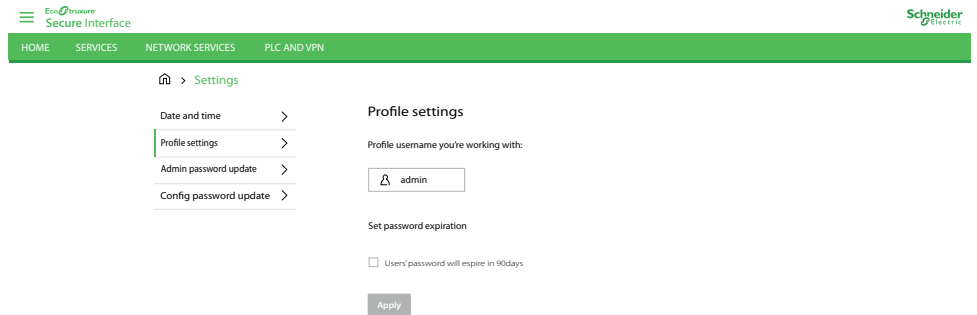 EcoStruxure
Secure Interface
Schneider
Electric
HOME SERVICES NETWORK SERVICES PLC AND VPN
> Settings
Date and time
Profile settings
Admin password update
Config password update
Profile settings
Profile username you're working with:
admin
Set password expiration
Users' password will espire in 90days
Apply